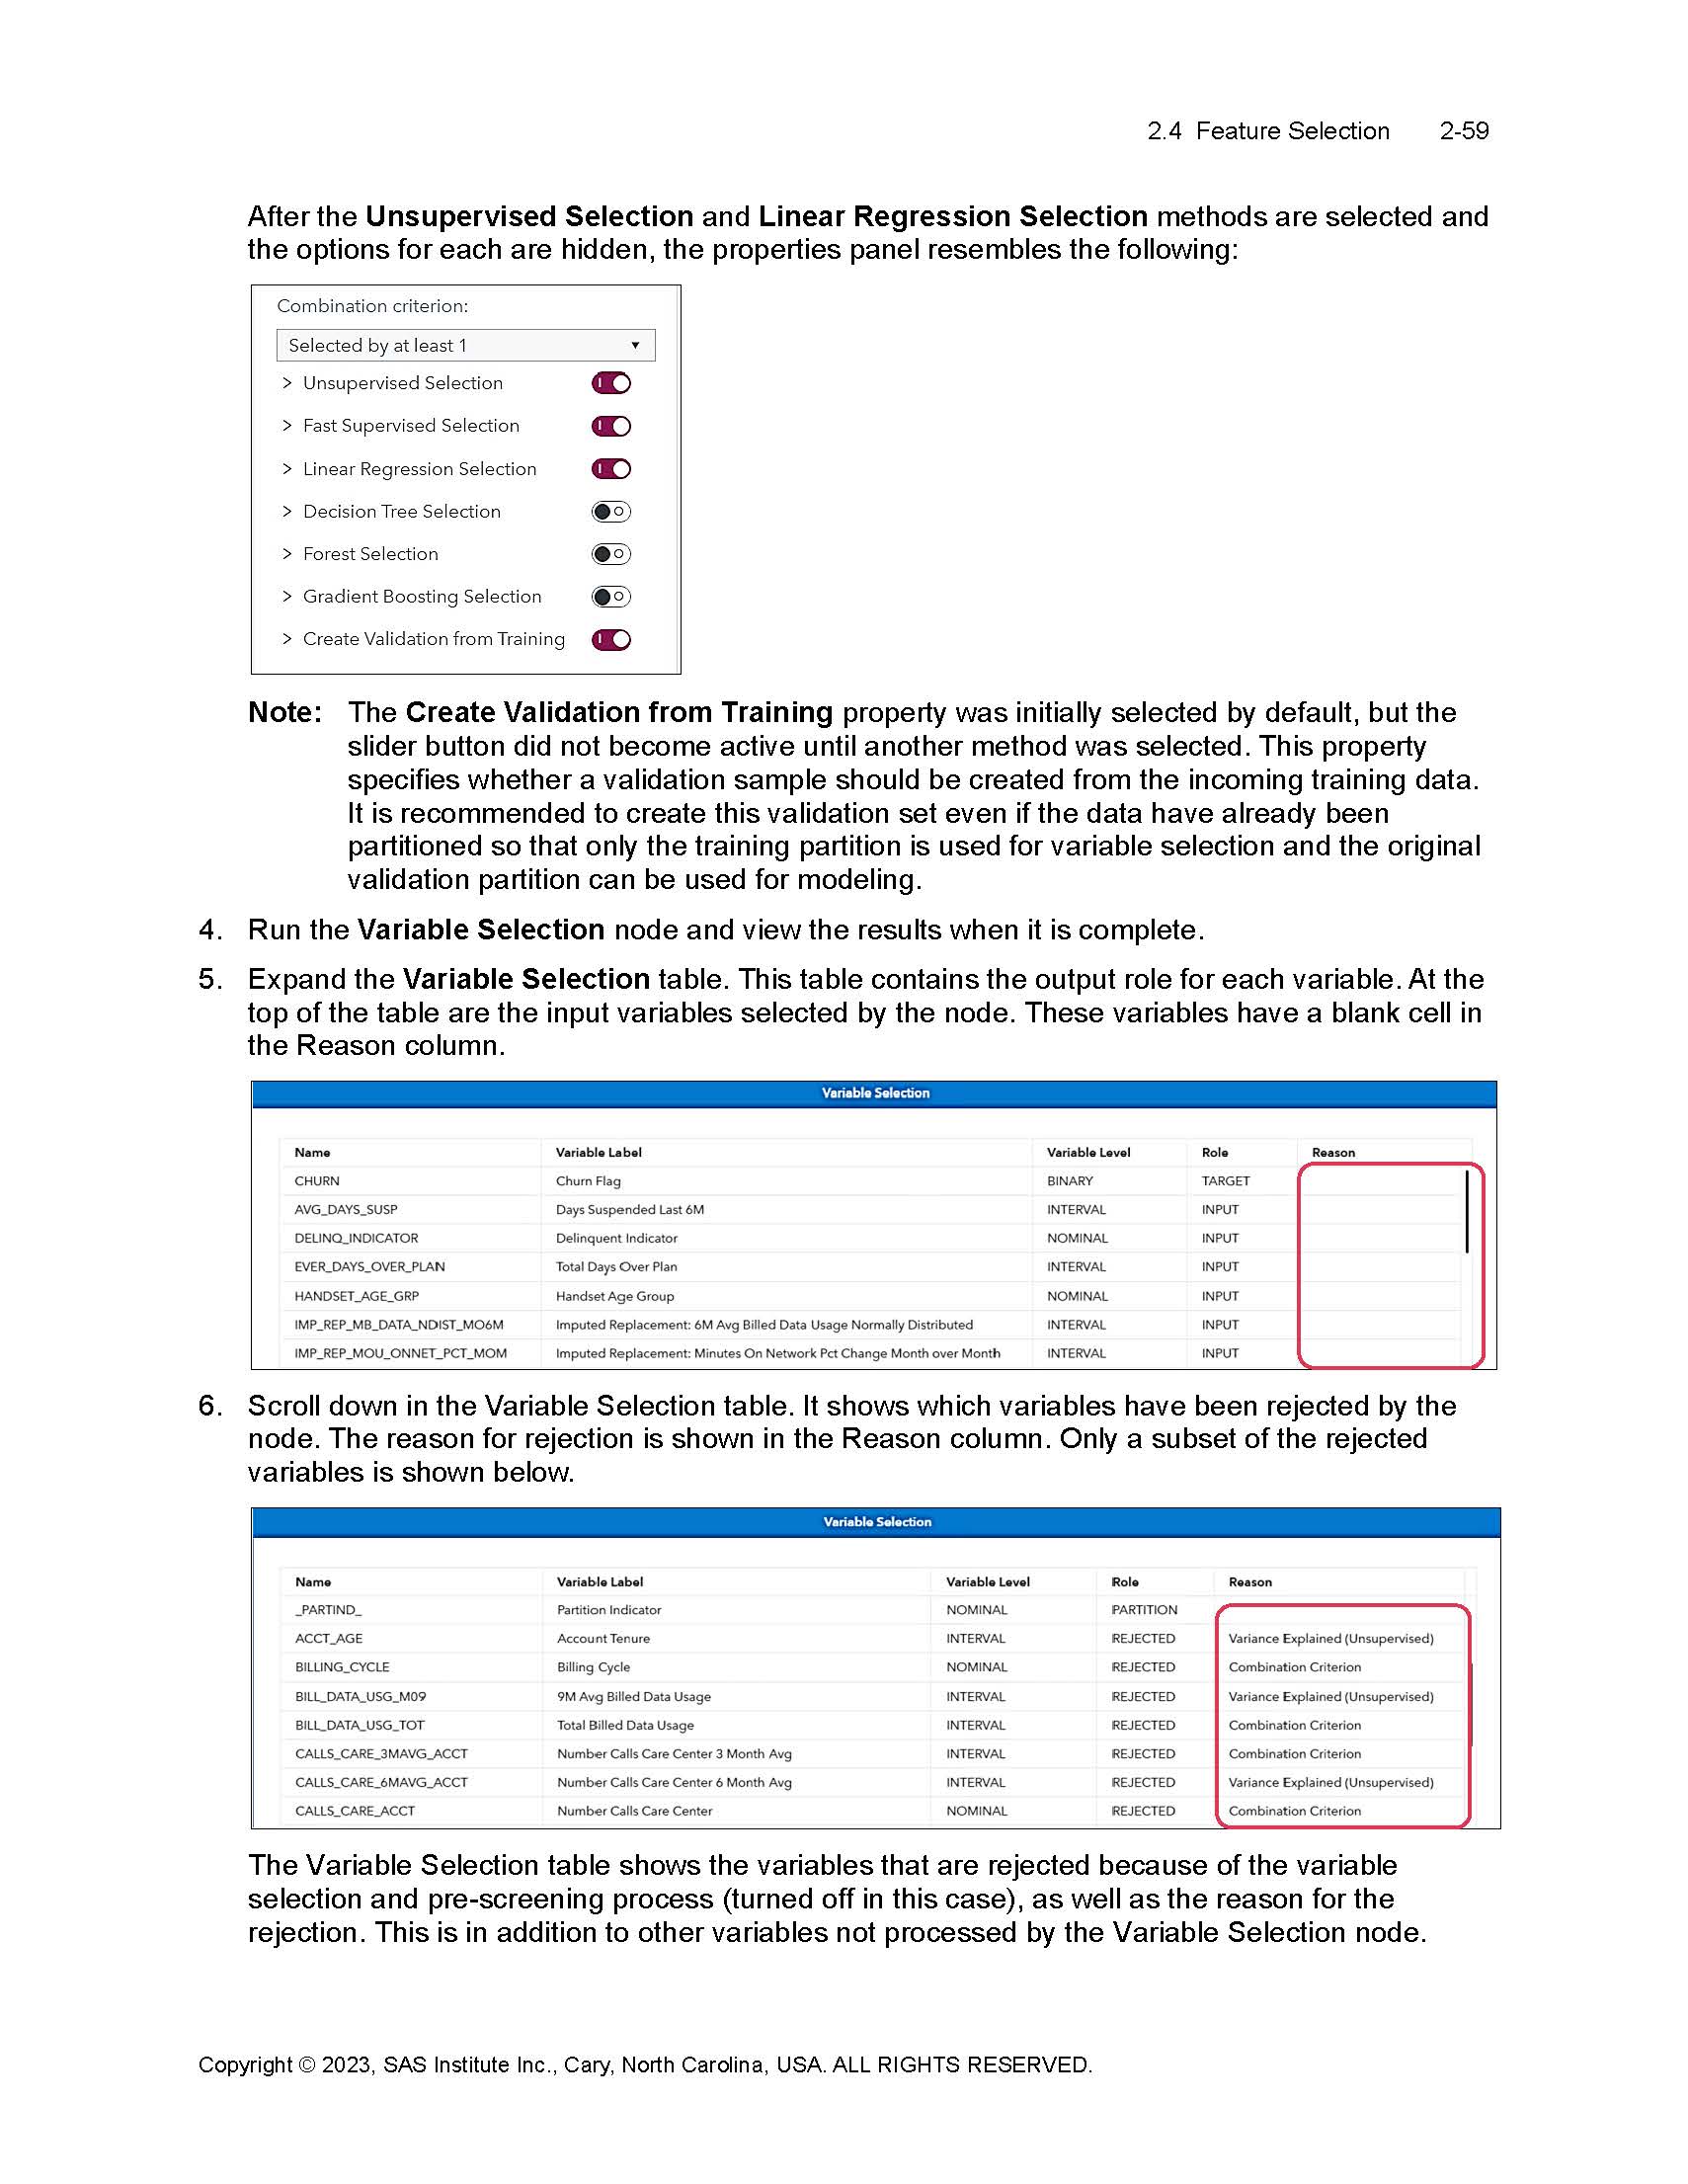 2.4 Feature Selection 2-59
After the Unsupervised Selection and Linear Regression Selection methods are selected and
the options for each are hidden, the properties panel resembles the following:
Combination criterion:
Selected by at least 1
> Unsupervised Selection
> Fast Supervised Selection
> Linear Regression Selection
> Decision Tree Selection
> Forest Selection
> Gradient Boosting Selection
> Create Validation from Training
Note: The Create Validation from Training property was initially selected by default, but the
slider button did not become active until another method was selected. This property
specifies whether a validation sample should be created from the incoming training data.
It is recommended to create this validation set even if the data have already been
partitioned so that only the training partition is used for variable selection and the original
validation partition can be used for modeling.
4. Run the Variable Selection node and view the results when it is complete.
5. Expand the Variable Selection table. This table contains the output role for each variable. At the
top of the table are the input variables selected by the node. These variables have a blank cell in
the Reason column.
Variable Selection
Name Variable Label Variable Level Role Reason
CHURN Churn Flag BINARY TARGET
AVG_DAYS_SUSP Days Suspended Last 6M INTERVAL INPUT
DELINQ_INDICATOR Delinquent Indicator NOMINAL INPUT
EVER_DAYS_OVER_PLAN Total Days Over Plan INTERVAL INPUT
HANDSET_AGE_GRP Handset Age Group NOMINAL INPUT
IMP_REP_MB_DATA_NDIST_MO6M Imputed Replacement: 6M Avg Billed Data Usage Normally Distributed INTERVAL INPUT
IMP_REP_MOU_ONNET_PCT_MOM Imputed Replacement: Minutes On Network Pct Change Month over Month INTERVAL INPUT
6. Scroll down in the Variable Selection table. It shows which variables have been rejected by the
node. The reason for rejection is shown in the Reason column. Only a subset of the rejected
variables is shown below.
Variable Selection
Name Variable Label Variable Level Role Reason
_PARTIND_ Partition Indicator NOMINAL PARTITION
ACCT_AGE Account Tenure INTERVAL REJECTED Variance Explained (Unsupervised)
BILLING_CYCLE Billing Cycle NOMINAL REJECTED Combination Criterion
BILL_DATA_USG_M09 9M Avg Billed Data Usage INTERVAL REJECTED Variance Explained (Unsupervised)
BILL_DATA_USG_TOT Total Billed Data Usage INTERVAL REJECTED Combination Criterion
CALLS_CARE_3MAVG_ACCT Number Calls Care Center 3 Month Avg INTERVAL REJECTED Combination Criterion
CALLS_CARE_6MAVG_ACCT Number Calls Care Center 6 Month Avg INTERVAL REJECTED Variance Explained (Unsupervised)
CALLS_CARE_ACCT Number Calls Care Center NOMINAL REJECTED Combination Criterion
The Variable Selection table shows the variables that are rejected because of the variable
selection and pre-screening process (turned off in this case), as well as the reason for the
rejection. This is in addition to other variables not processed by the Variable Selection node.
Copyright © 2023, SAS Institute Inc., Cary, North Carolina, USA. ALL RIGHTS RESERVED.